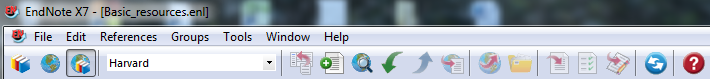 EndNote X7 - [Basic_resources.enl]
File Edit References Groups Tools Window Help
Harvard